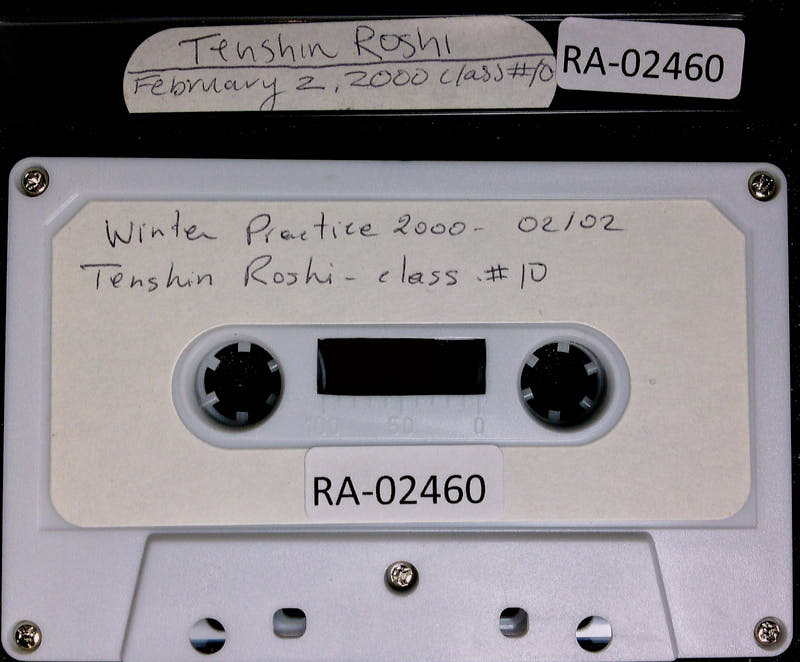 Tenshin Roshi
February 2, 2000 class #10
RA-02460
Winter Practice 2000- 02/02
Tenshin Roshi - class #10
100 50 0
RA-02460